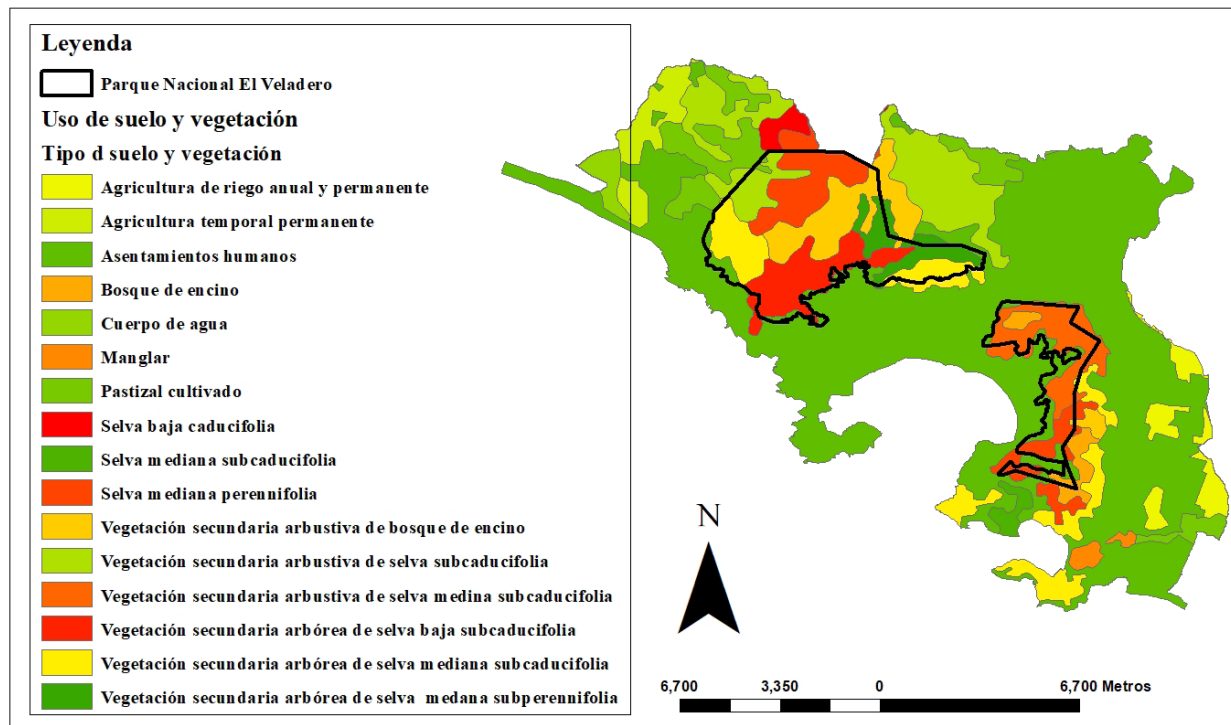 Leyenda
Parque Nacional El Veladero
Uso de suelo y vegetación
Tipo d suelo y vegetación
Agricultura de riego anual y permanente
Agricultura temporal permanente
Asentamientos humanos
Bosque de encino
Cuerpo de agua
Manglar
Pastizal cultivado
Selva baja caducifolia
Selva mediana subcaducifolia
Selva mediana perennifolia
Vegetación secundaria arbustiva de bosque de encino
Vegetación secundaria arbustiva de selva subcaducifolia
Vegetación secundaria arbustiva de selva medina subcaducifolia
Vegetación secundaria arbórea de selva baja subcaducifolia
Vegetación secundaria arbórea de selva mediana subcaducifolia
Vegetación secundaria arbórea de selva medana subperennifolia
N
6,700 3,350 0 6,700 Metros